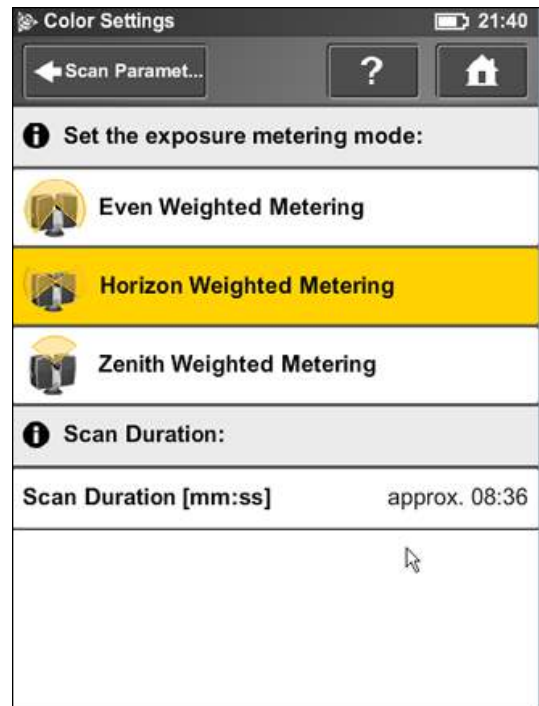 Color Settings 21:40
Scan Paramet... ?
Set the exposure metering mode:
Even Weighted Metering
Horizon Weighted Metering
Zenith Weighted Metering
Scan Duration:
Scan Duration [mm:ss] approx. 08:36